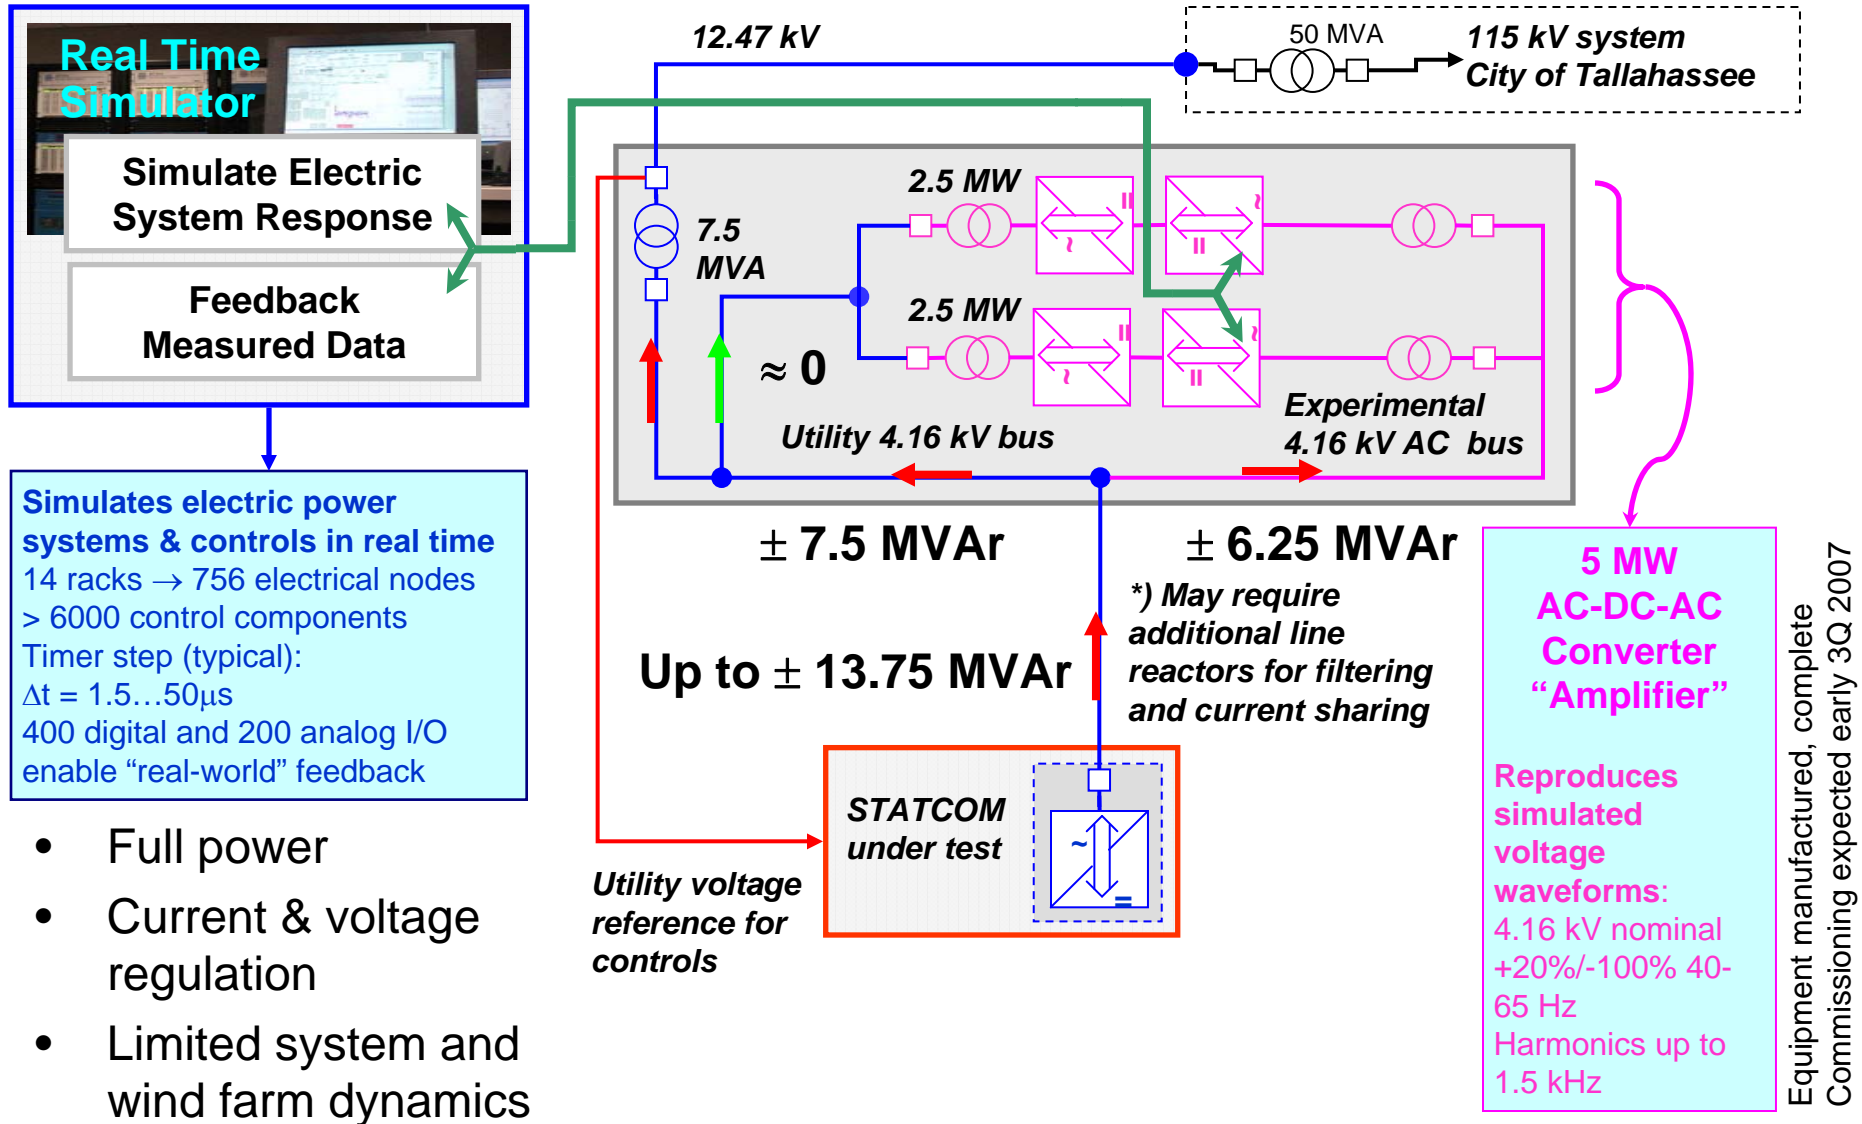 Real Time
Simulator
Simulate Electric
System Response
Feedback
Measured Data
Simulates electric power
systems & controls in real time
14 racks → 756 electrical nodes
> 6000 control components
Timer step (typical):
Δt = 1.5…50μs
400 digital and 200 analog I/O
enable “real-world” feedback
• Full power
• Current & voltage
regulation
• Limited system and
wind farm dynamics
12.47 kV
50 MVA
115 kV system
City of Tallahassee
7.5
MVA
2.5 MW
2.5 MW
≈ 0
Utility 4.16 kV bus
Experimental
4.16 kV AC bus
± 7.5 MVAr
± 6.25 MVAr
Up to ± 13.75 MVAr
*) May require
additional line
reactors for filtering
and current sharing
STATCOM
under test
Utility voltage
reference for
controls
5 MW
AC-DC-AC
Converter
“Amplifier”
Reproduces
simulated
voltage
waveforms:
4.16 kV nominal
+20%/-100% 40-
65 Hz
Harmonics up to
1.5 kHz
Equipment manufactured, complete
Commissioning expected early 3Q 2007